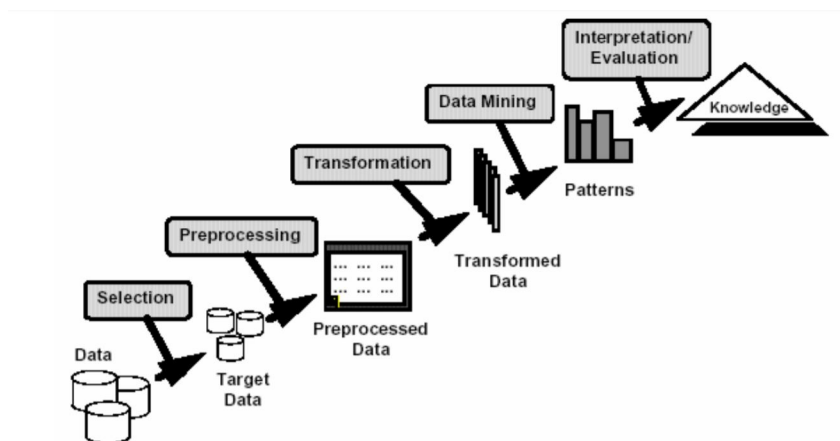 Interpretation/
Evaluation
Data Mining
Knowledge
Transformation
Patterns
Preprocessing
Transformed
Data
Selection
Preprocessed
Data
Data
Target
Data